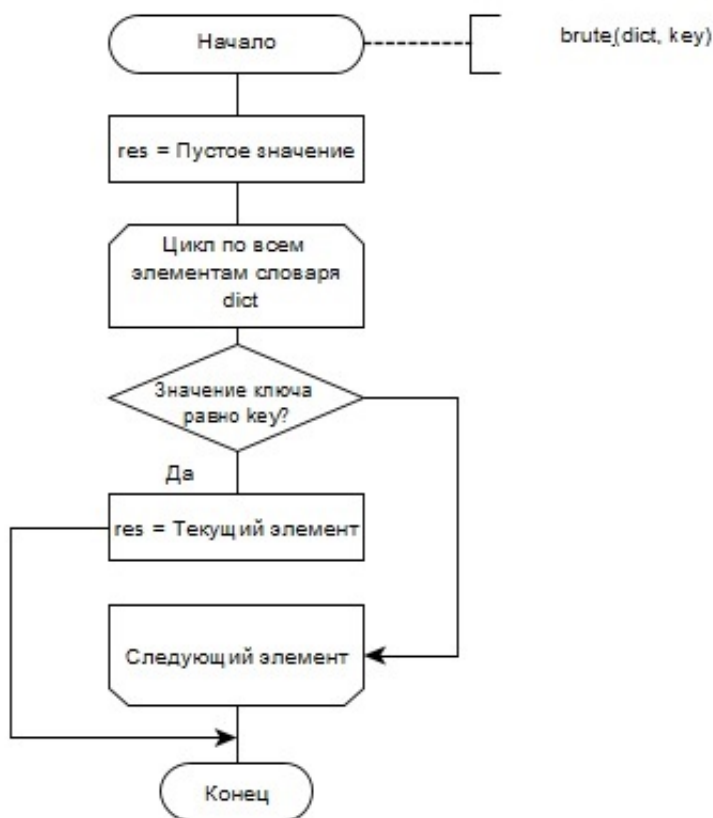 Начало
brute(dict, key)
res = Пустое значение
Цикл по всем
элементам словаря
dict
Значение ключа
равно key?
Да
res = Текущий элемент
Следующий элемент
Конец